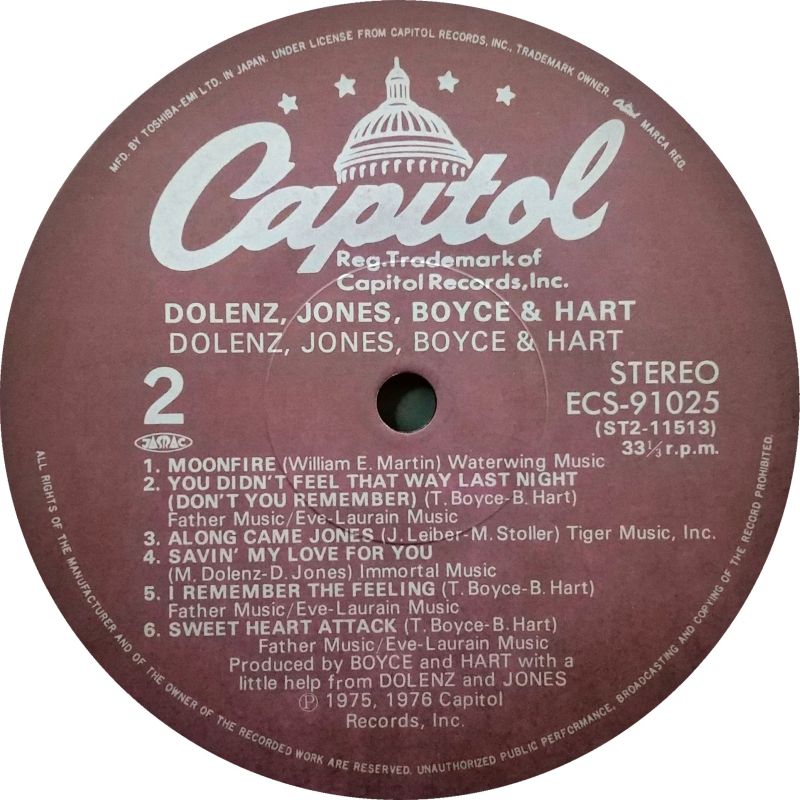 MFD. BY TOSHIBA-EMI LTD. IN JAPAN. UNDER LICENSE FROM CAPITOL RECORDS, INC., TRADEMARK OWNER. Capitol MARCA REG.
Capitol
Reg. Trademark of
Capitol Records, Inc.
DOLENZ, JONES, BOYCE & HART
DOLENZ, JONES, BOYCE & HART
2
STEREO
ECS-91025
(ST2-11513)
33⅓ r.p.m.
JASRAC
1. MOONFIRE (William E. Martin) Waterwing Music
2. YOU DIDN'T FEEL THAT WAY LAST NIGHT
(DON'T YOU REMEMBER) (T. Boyce-B. Hart)
Father Music/Eve-Laurain Music
3. ALONG CAME JONES (J. Leiber-M. Stoller) Tiger Music, Inc.
4. SAVIN' MY LOVE FOR YOU
(M. Dolenz-D. Jones) Immortal Music
5. I REMEMBER THE FEELING (T. Boyce-B. Hart)
Father Music/Eve-Laurain Music
6. SWEET HEART ATTACK (T. Boyce-B. Hart)
Father Music/Eve-Laurain Music
Produced by BOYCE and HART with a
little help from DOLENZ and JONES
℗ 1975, 1976 Capitol
Records, Inc.
ALL RIGHTS OF THE MANUFACTURER AND OF THE OWNER OF THE RECORDED WORK ARE RESERVED. UNAUTHORIZED PUBLIC PERFORMANCE, BROADCASTING AND COPYING OF THE RECORD PROHIBITED.